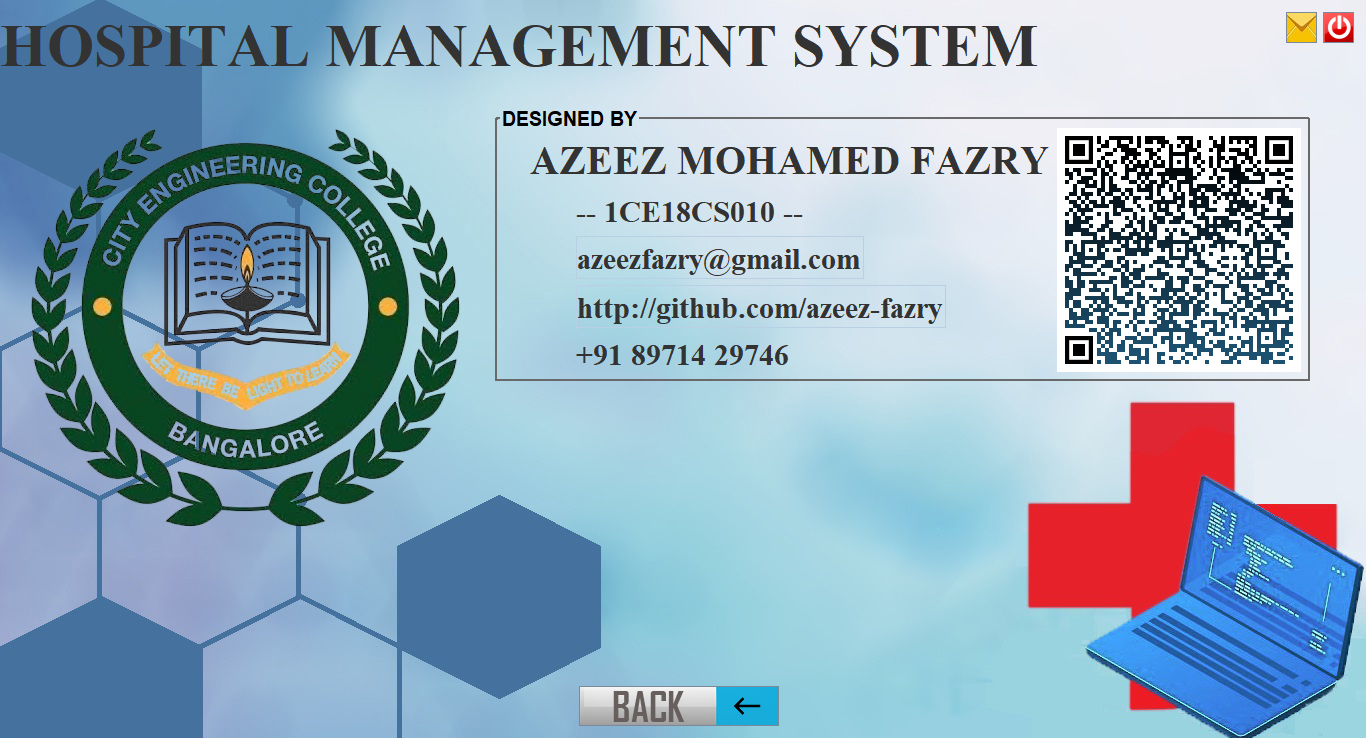 HOSPITAL MANAGEMENT SYSTEM
DESIGNED BY
AZEEZ MOHAMED FAZRY
-- 1CE18CS010 --
azeezfazry@gmail.com
http://github.com/azeez-fazry
+91 89714 29746
CITY ENGINEERING COLLEGE
LET THERE BE LIGHT TO LEARN
BANGALORE
BACK